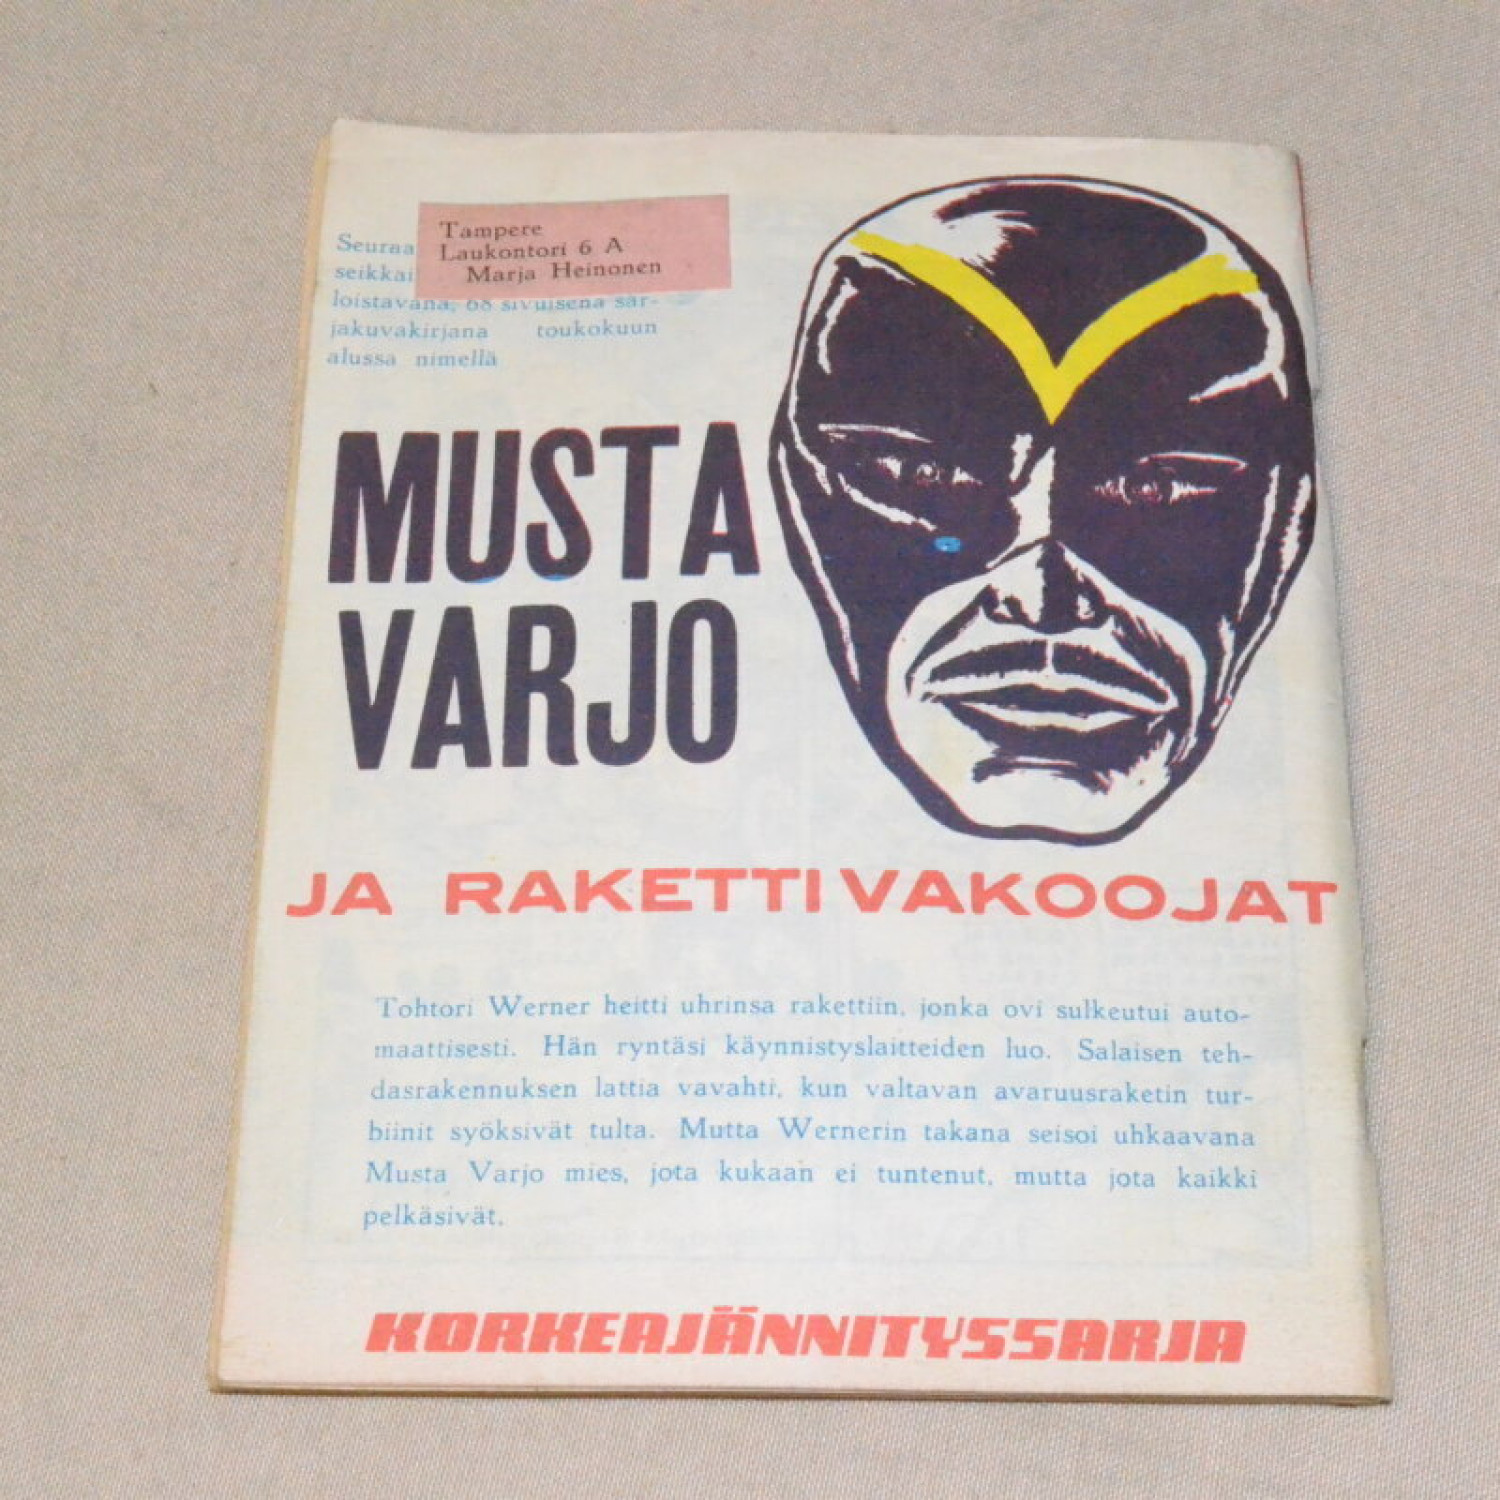 Tampere
Laukontori 6 A
Marja Heinonen
Seuraa
seikkai
loistavana, 68 sivuisena sar-
jakuvakirjana toukokuun
alussa nimellä
MUSTA
VARJO
JA RAKETTIVAKOOJAT
Tohtori Werner heitti uhrinsa rakettiin, jonka ovi sulkeutui auto-
maattisesti. Hän ryntäsi käynnistyslaitteiden luo. Salaisen teh-
dasrakennuksen lattia vavahti, kun valtavan avaruusraketin tur-
biinit syöksivät tulta. Mutta Wernerin takana seisoi uhkaavana
Musta Varjo mies, jota kukaan ei tuntenut, mutta jota kaikki
pelkäsivät.
KORKEAJÄNNITYSSARJA